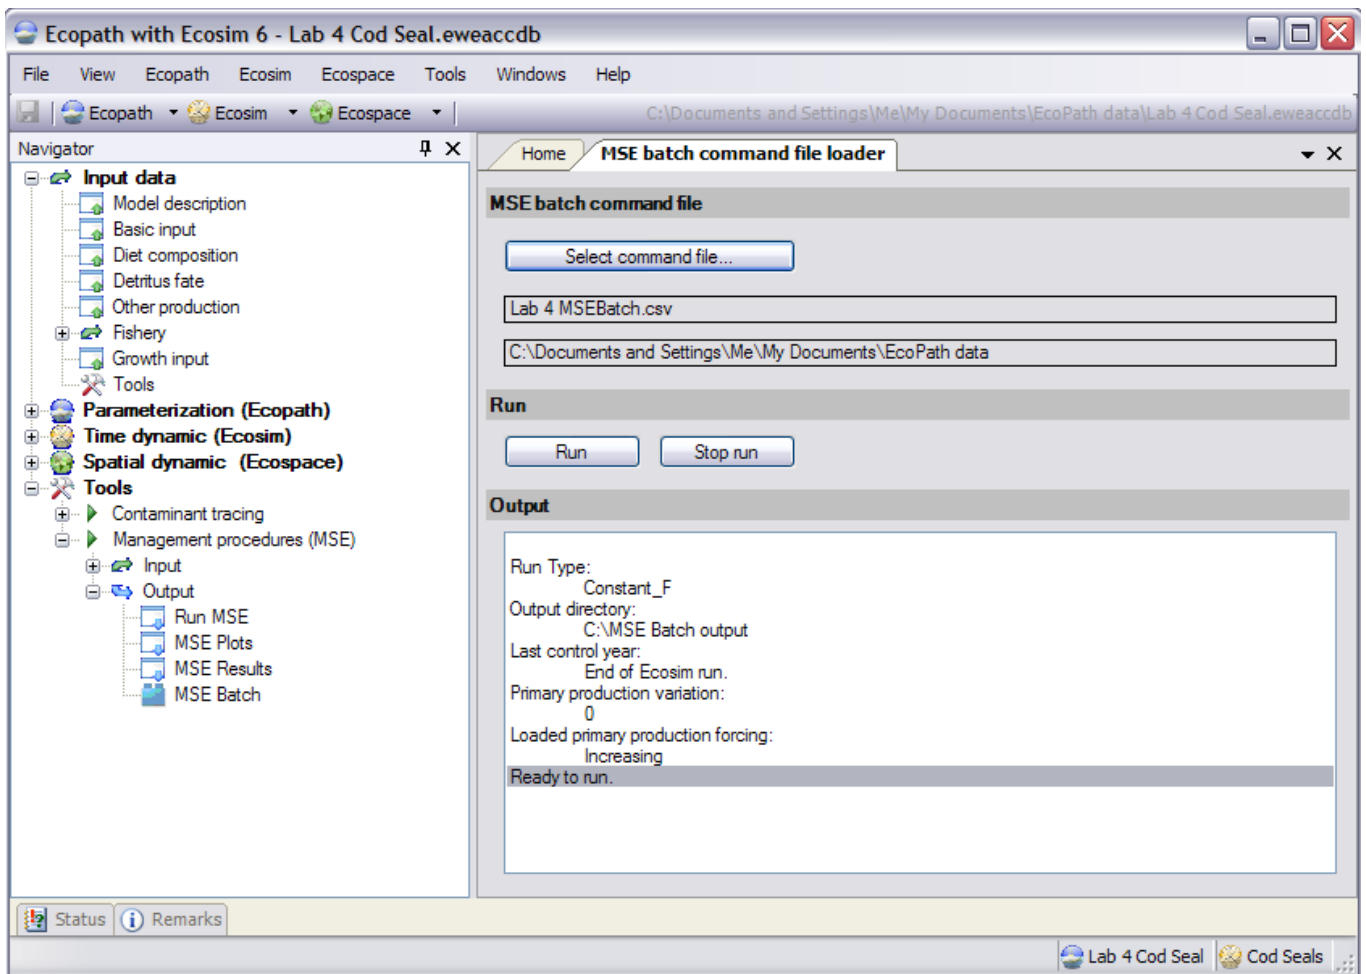 Ecopath with Ecosim 6 - Lab 4 Cod Seal.eweaccdb
File View Ecopath Ecosim Ecospace Tools Windows Help
Ecopath Ecosim Ecospace C:\Documents and Settings\Me\My Documents\EcoPath data\Lab 4 Cod Seal.eweaccdb
Navigator
Input data
Model description
Basic input
Diet composition
Detritus fate
Other production
Fishery
Growth input
Tools
Parameterization (Ecopath)
Time dynamic (Ecosim)
Spatial dynamic (Ecospace)
Tools
Contaminant tracing
Management procedures (MSE)
Input
Output
Run MSE
MSE Plots
MSE Results
MSE Batch
Home MSE batch command file loader
MSE batch command file
Select command file...
Lab 4 MSEBatch.csv
C:\Documents and Settings\Me\My Documents\EcoPath data
Run
Run Stop run
Output
Run Type:
Constant_F
Output directory:
C:\MSE Batch output
Last control year:
End of Ecosim run.
Primary production variation:
0
Loaded primary production forcing:
Increasing
Ready to run.
Status Remarks
Lab 4 Cod Seal Cod Seals